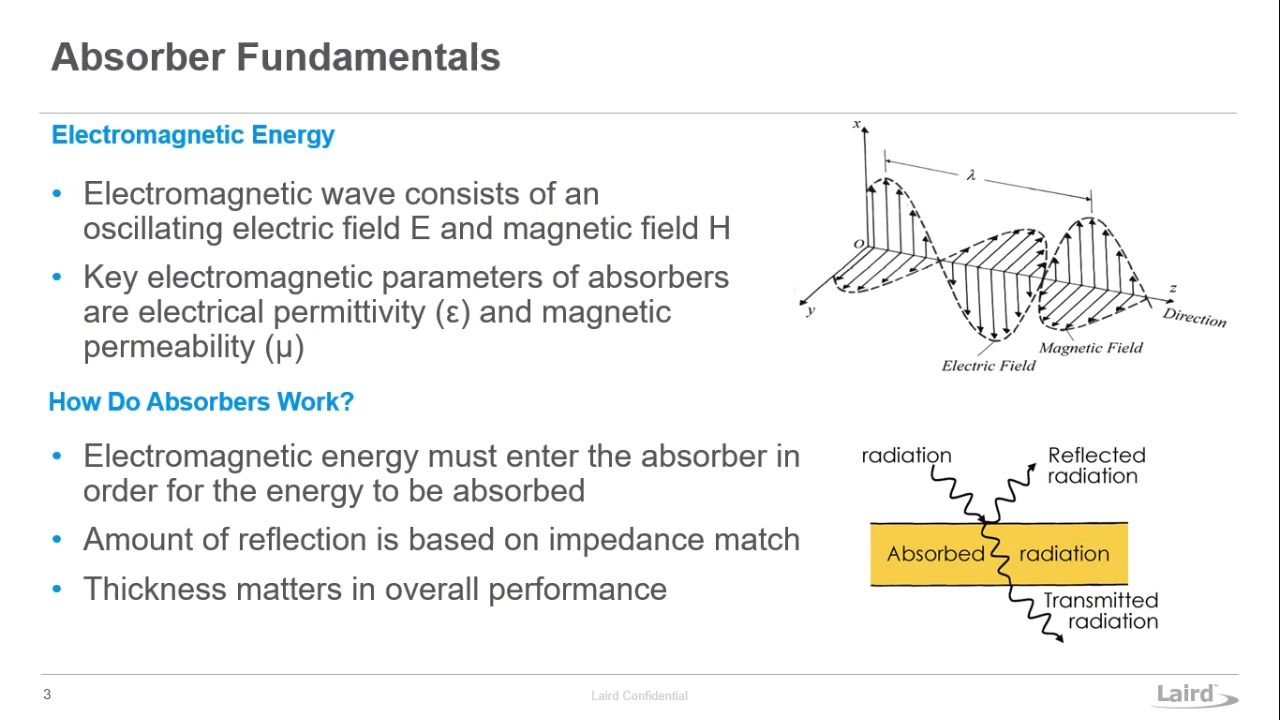 Absorber Fundamentals
Electromagnetic Energy
• Electromagnetic wave consists of an
oscillating electric field E and magnetic field H
• Key electromagnetic parameters of absorbers
are electrical permittivity (ε) and magnetic
permeability (µ)
x
λ
O
y
z
Direction
Magnetic Field
Electric Field
How Do Absorbers Work?
• Electromagnetic energy must enter the absorber in
order for the energy to be absorbed
• Amount of reflection is based on impedance match
• Thickness matters in overall performance
radiation
Reflected
radiation
Absorbed radiation
Transmitted
radiation
3
Laird Confidential
Laird™